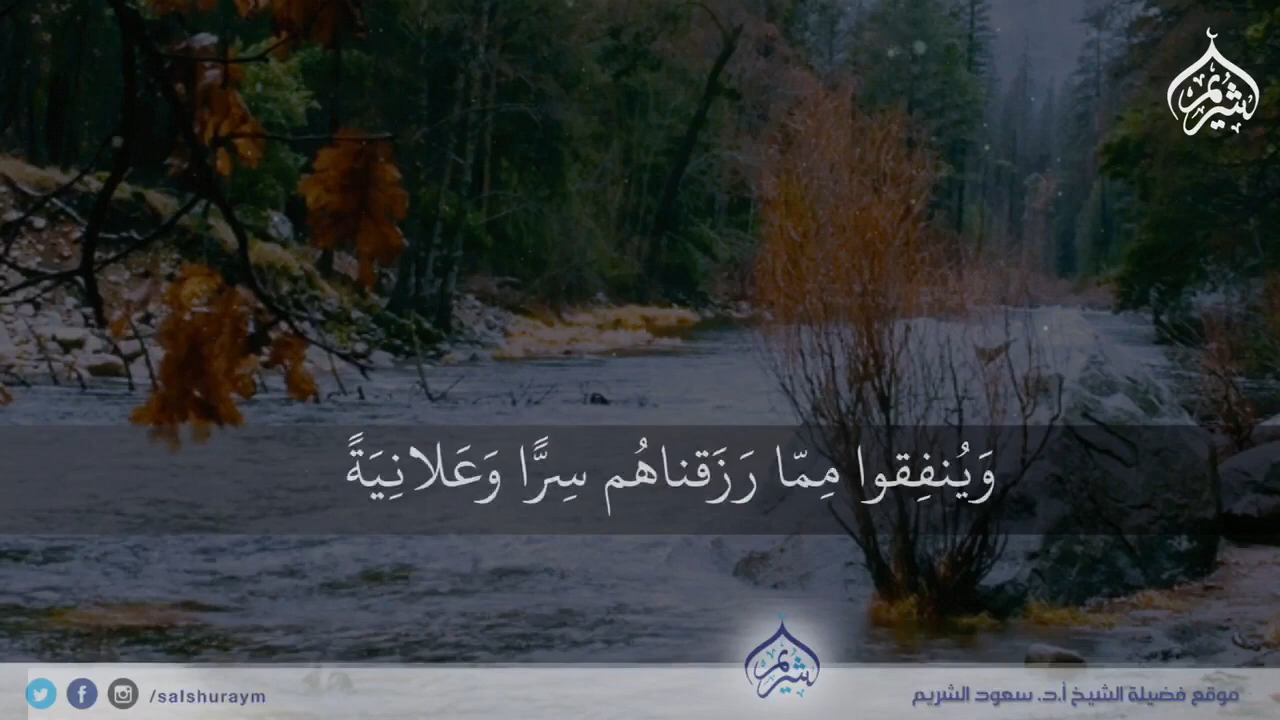 شريم
وَيُنفِقوا مِمّا رَزَقناهُم سِرًّا وَعَلانِيَةً
شريم
موقع فضيلة الشيخ أ.د. سعود الشريم
/salshuraym